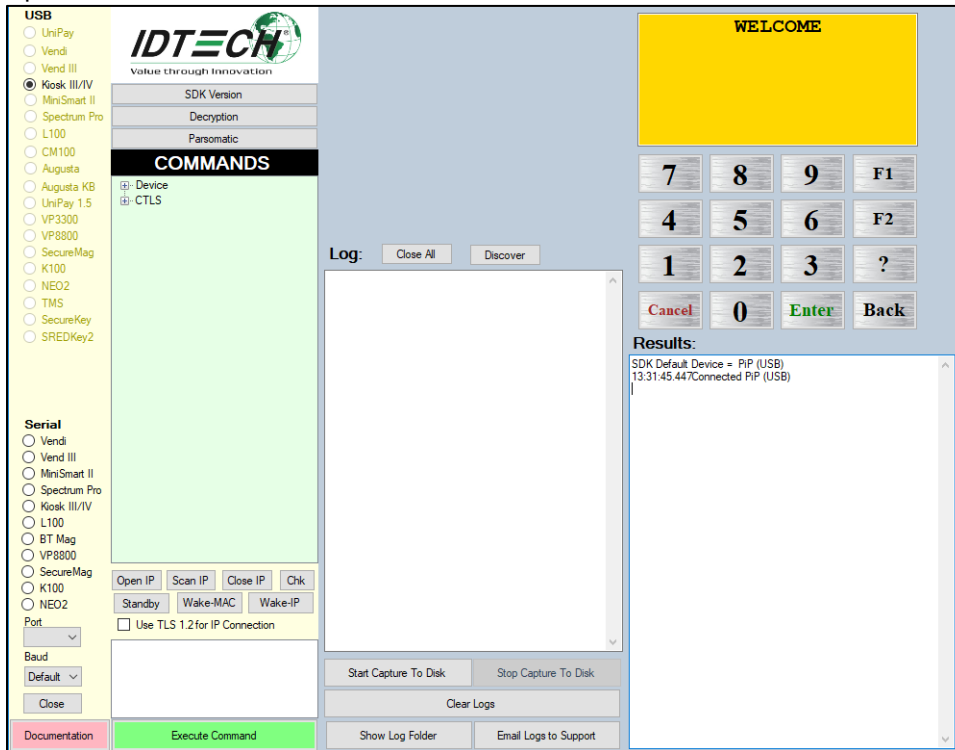 USB
UniPay
Vendi
Vend III
Kiosk III/IV
MiniSmart II
Spectrum Pro
L100
CM100
Augusta
Augusta KB
UniPay 1.5
VP3300
VP8800
SecureMag
K100
NEO2
TMS
SecureKey
SREDKey2
Serial
Vendi
Vend III
MiniSmart II
Spectrum Pro
Kiosk III/IV
L100
BT Mag
VP8800
SecureMag
K100
NEO2
Port
Baud
Default
Close
Documentation
IDTECH®
Value through Innovation
SDK Version
Decryption
Parsomatic
COMMANDS
Device
CTLS
Open IP Scan IP Close IP Chk
Standby Wake-MAC Wake-IP
Use TLS 1.2 for IP Connection
Execute Command
Log: Close All Discover
Start Capture To Disk Stop Capture To Disk
Clear Logs
Show Log Folder Email Logs to Support
WELCOME
7 8 9 F1
4 5 6 F2
1 2 3 ?
Cancel 0 Enter Back
Results:
SDK Default Device = PiP (USB)
13:31:45.447Connected PiP (USB)